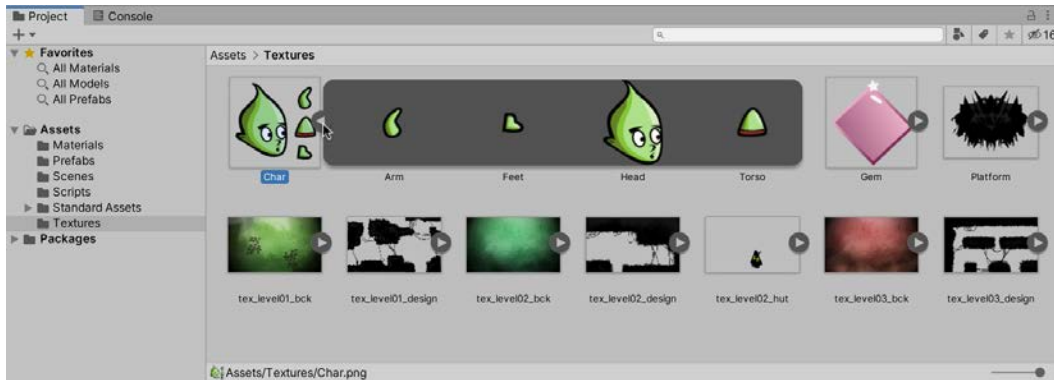 Project Console
16
Favorites
All Materials
All Models
All Prefabs
Assets
Materials
Prefabs
Scenes
Scripts
Standard Assets
Textures
Packages
Assets > Textures
Char Arm Feet Head Torso Gem Platform
tex_level01_bck tex_level01_design tex_level02_bck tex_level02_design tex_level02_hut tex_level03_bck tex_level03_design
Assets/Textures/Char.png